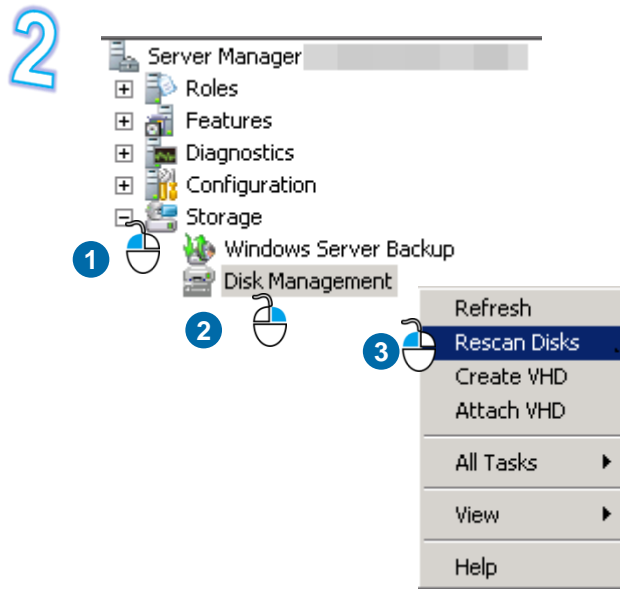 2
Server Manager
Roles
Features
Diagnostics
Configuration
Storage
1
Windows Server Backup
Disk Management
2
Refresh
3
Rescan Disks
Create VHD
Attach VHD
All Tasks
View
Help